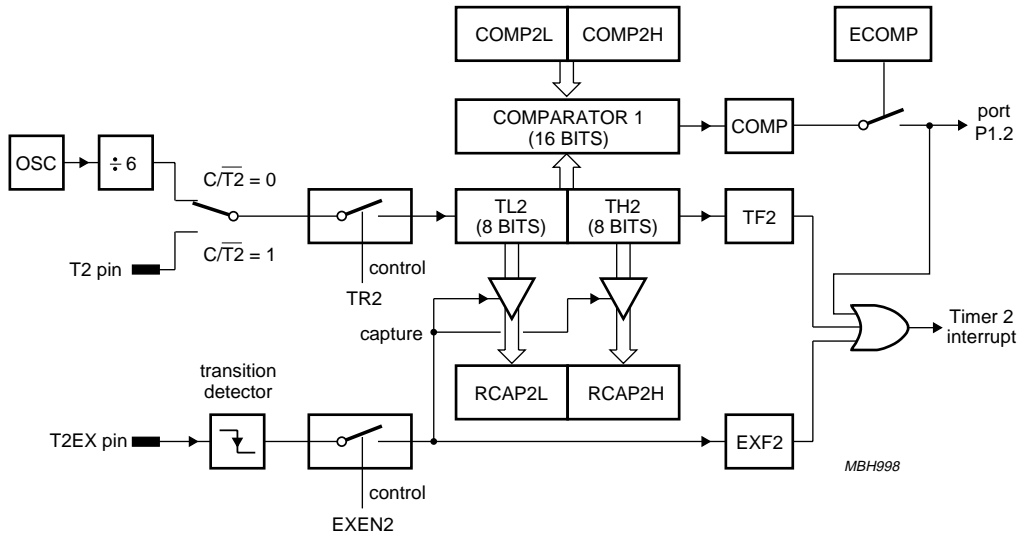 COMP2L COMP2H ECOMP
COMPARATOR 1
(16 BITS)
COMP
port
P1.2
OSC
÷ 6
C/T2̅ = 0
C/T2̅ = 1
T2 pin
control
TR2
TL2
(8 BITS)
TH2
(8 BITS)
TF2
capture
Timer 2
interrupt
RCAP2L RCAP2H
transition
detector
T2EX pin
control
EXEN2
EXF2
MBH998